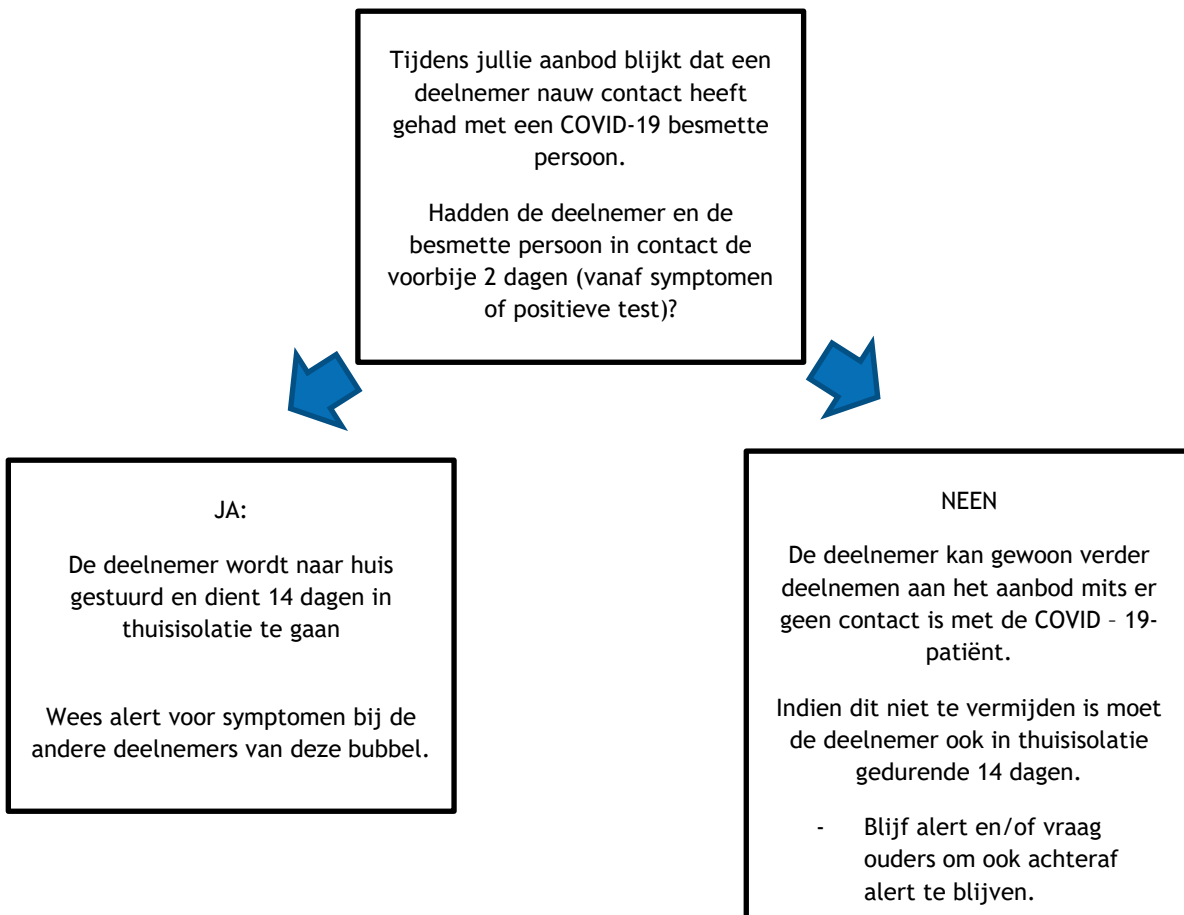 Tijdens jullie aanbod blijkt dat een
deelnemer nauw contact heeft
gehad met een COVID-19 besmette
persoon.
Hadden de deelnemer en de
besmette persoon in contact de
voorbije 2 dagen (vanaf symptomen
of positieve test)?
JA:
De deelnemer wordt naar huis
gestuurd en dient 14 dagen in
thuisisolatie te gaan
Wees alert voor symptomen bij de
andere deelnemers van deze bubbel.
NEEN
De deelnemer kan gewoon verder
deelnemen aan het aanbod mits er
geen contact is met de COVID – 19-
patiënt.
Indien dit niet te vermijden is moet
de deelnemer ook in thuisisolatie
gedurende 14 dagen.
- Blijf alert en/of vraag
ouders om ook achteraf
alert te blijven.